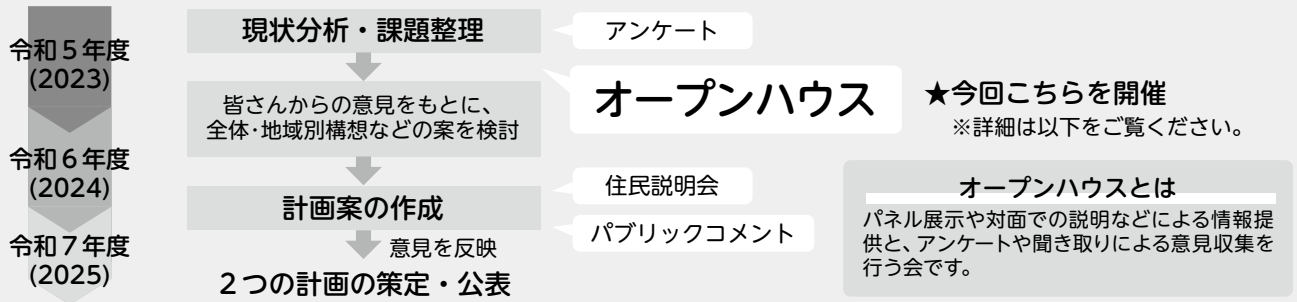 令和5年度
(2023)
現状分析・課題整理
アンケート
オープンハウス
★今回こちらを開催
※詳細は以下をご覧ください。
皆さんからの意見をもとに、
全体・地域別構想などの案を検討
令和6年度
(2024)
計画案の作成
住民説明会
パブリックコメント
意見を反映
令和7年度
(2025)
2つの計画の策定・公表
オープンハウスとは
パネル展示や対面での説明などによる情報提
供と、アンケートや聞き取りによる意見収集を
行う会です。